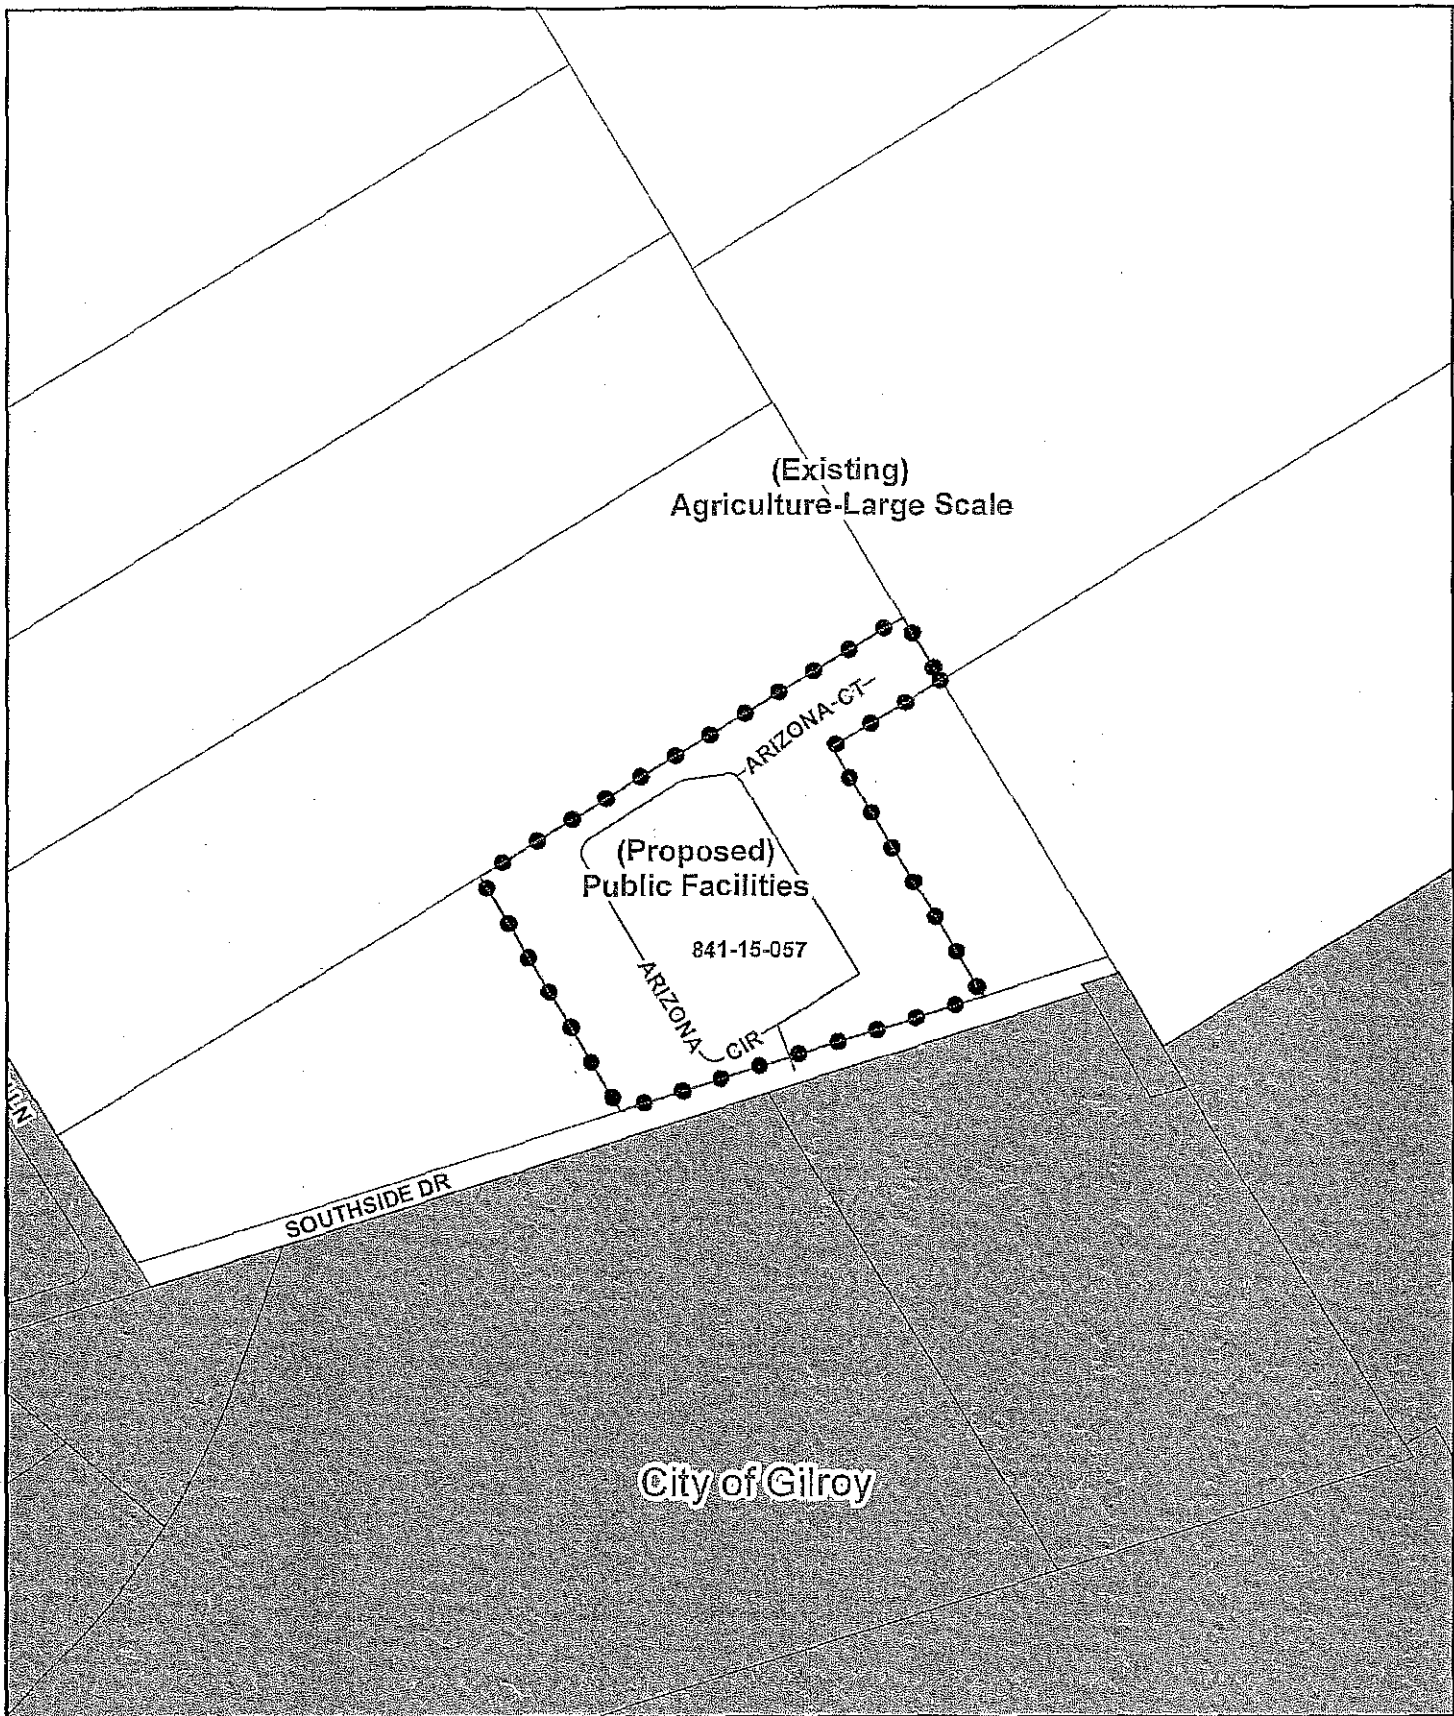 (Existing)
Agriculture-Large Scale
ARIZONA CT
(Proposed)
Public Facilities
841-15-057
ARIZONA
CIR
LN
SOUTHSIDE DR
City of Gilroy